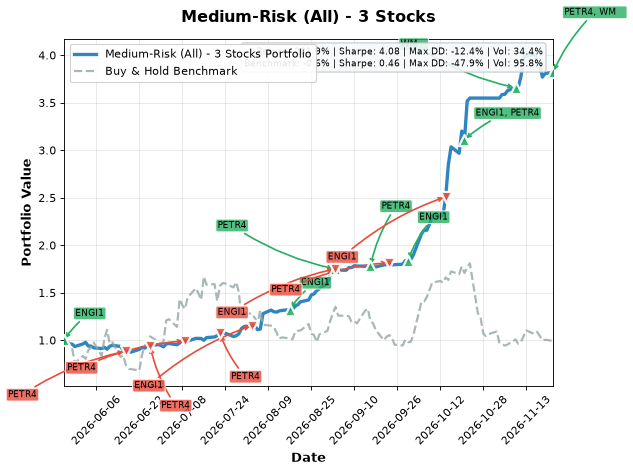 Medium-Risk (All) - 3 Stocks
PETR4, WM
WM
4.0
Medium-Risk (All) - 3 Stocks Portfolio
9% | Sharpe: 4.08 | Max DD: -12.4% | Vol: 34.4%
Buy & Hold Benchmark
Benchmark: -0.5% | Sharpe: 0.46 | Max DD: -47.9% | Vol: 95.8%
3.5
ENGI1, PETR4
3.0
2.5
PETR4
ENGI1
PETR4
2.0
ENGI1
1.5
ENGI1
PETR4
ENGI1
ENGI1
1.0
PETR4
PETR4
ENGI1
PETR4
PETR4
Portfolio Value
2026-06-06
2026-06-22
2026-07-08
2026-07-24
2026-08-09
2026-08-25
2026-09-10
2026-09-26
2026-10-12
2026-10-28
2026-11-13
Date